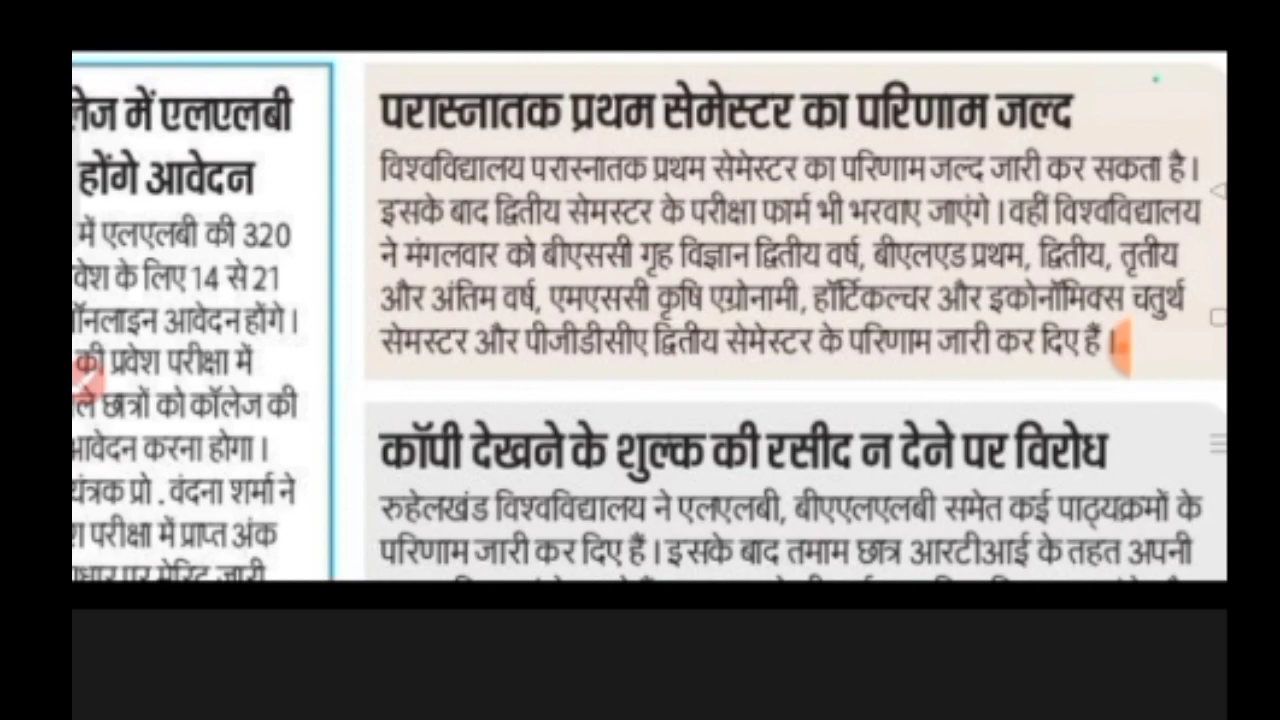 में एलएलबी
होंगे आवेदन
में एलएलबी की 320
के लिए 14 से 21
आवेदन होंगे।
की प्रवेश परीक्षा में
छात्रों को कॉलेज की
आवेदन करना होगा।
प्रो. वंदना शर्मा ने
परीक्षा में प्राप्त अंक
पर मेरिट जारी
परास्नातक प्रथम सेमेस्टर का परिणाम जल्द
विश्वविद्यालय परास्नातक प्रथम सेमेस्टर का परिणाम जल्द जारी कर सकता है।
इसके बाद द्वितीय सेमस्टर के परीक्षा फार्म भी भरवाए जाएंगे। वहीं विश्वविद्यालय
ने मंगलवार को बीएससी गृह विज्ञान द्वितीय वर्ष, बीएलएड प्रथम, द्वितीय, तृतीय
और अंतिम वर्ष, एमएससी कृषि एग्रोनामी, हॉर्टिकल्चर और इकोनॉमिक्स चतुर्थ
सेमस्टर और पीजीडीसीए द्वितीय सेमेस्टर के परिणाम जारी कर दिए हैं।
कॉपी देखने के शुल्क की रसीद न देने पर विरोध
रुहेलखंड विश्वविद्यालय ने एलएलबी, बीएएलएलबी समेत कई पाठ्यक्रमों के
परिणाम जारी कर दिए हैं। इसके बाद तमाम छात्र आरटीआई के तहत अपनी